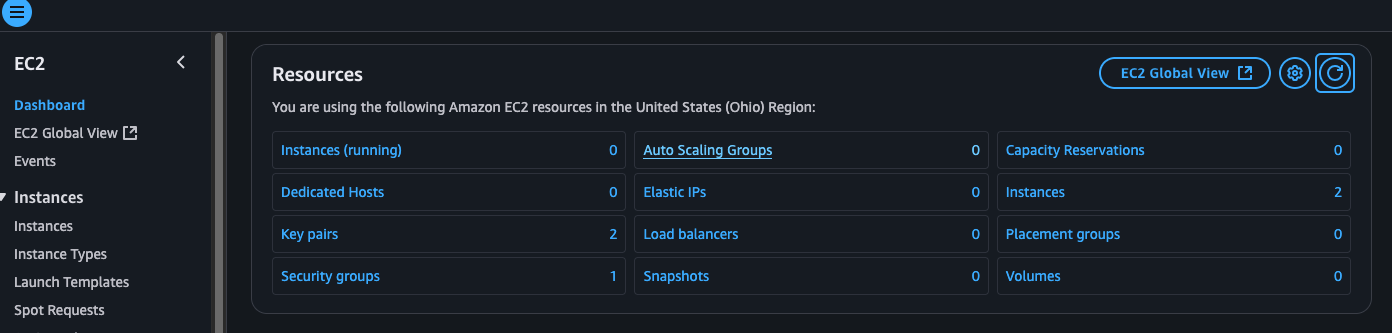 EC2
Dashboard
EC2 Global View
Events
Instances
Instances
Instance Types
Launch Templates
Spot Requests
Resources
EC2 Global View
You are using the following Amazon EC2 resources in the United States (Ohio) Region:
Instances (running) 0
Auto Scaling Groups 0
Capacity Reservations 0
Dedicated Hosts 0
Elastic IPs 0
Instances 2
Key pairs 2
Load balancers 0
Placement groups 0
Security groups 1
Snapshots 0
Volumes 0